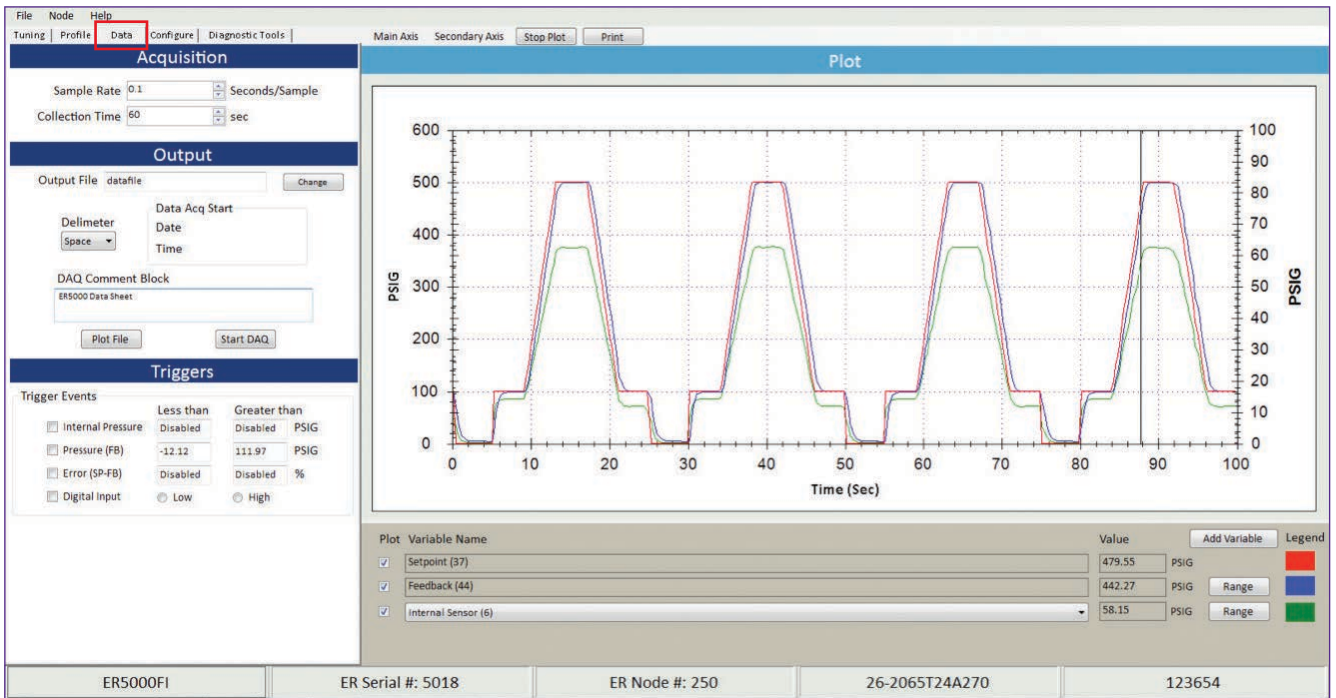 File Node Help
Tuning Profile Data Configure Diagnostic Tools
Main Axis Secondary Axis Stop Plot Print
Acquisition
Sample Rate 0.1 Seconds/Sample
Collection Time 60 sec
Output
Output File datafile Change
Delimeter
Space
Data Acq Start
Date
Time
DAQ Comment Block
ER5000 Data Sheet
Plot File Start DAQ
Triggers
Trigger Events
Less than Greater than
Internal Pressure Disabled Disabled PSIG
Pressure (FB) -12.12 111.97 PSIG
Error (SP-FB) Disabled Disabled %
Digital Input Low High
Plot
600
500
400
300
200
100
0
PSIG
100
90
80
70
60
50
40
30
20
10
0
PSIG
0 10 20 30 40 50 60 70 80 90 100
Time (Sec)
Plot Variable Name Value Add Variable Legend
Setpoint (37) 479.55 PSIG
Feedback (44) 442.27 PSIG Range
Internal Sensor (6) 58.15 PSIG Range
ER5000FI ER Serial #: 5018 ER Node #: 250 26-2065T24A270 123654